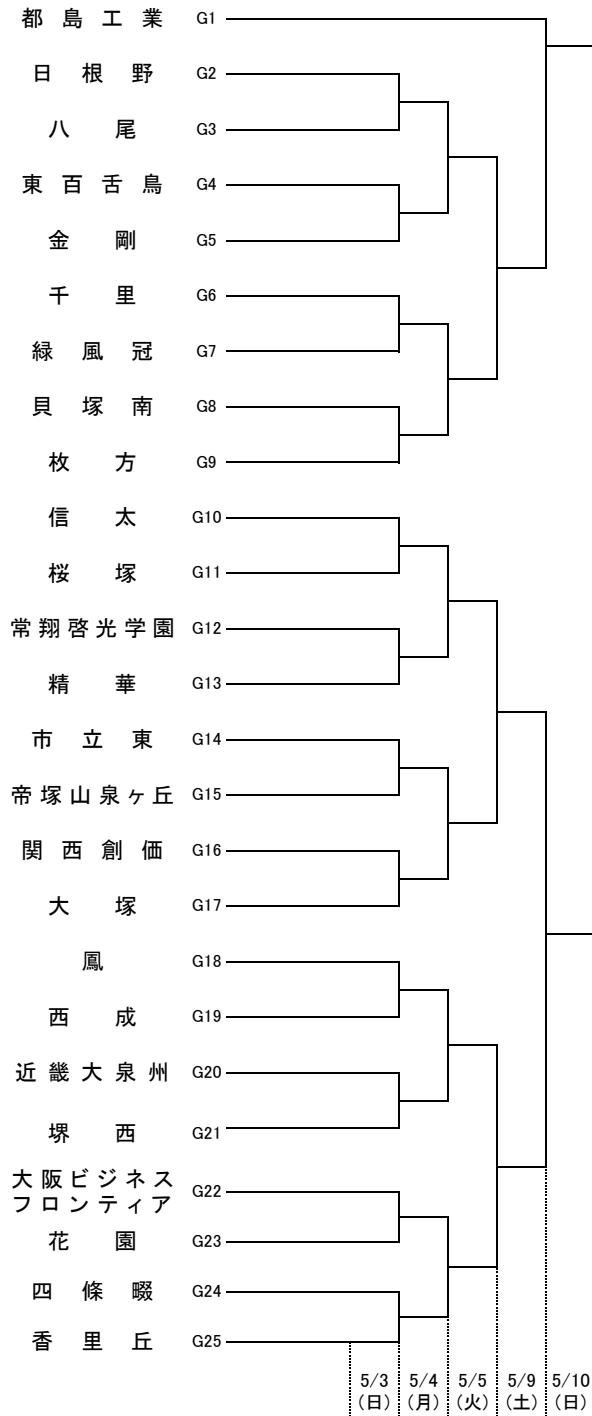 都島工業 G1
日根野 G2
八尾 G3
東百舌鳥 G4
金剛 G5
千里 G6
緑風冠 G7
貝塚南 G8
枚方 G9
信太 G10
桜塚 G11
常翔啓光学園 G12
精華 G13
市立東 G14
帝塚山泉ヶ丘 G15
関西創価 G16
大塚 G17
鳳 G18
西成 G19
近畿大泉州 G20
堺西 G21
大阪ビジネス
フロンティア G22
花園 G23
四條畷 G24
香里丘 G25
5/3 5/4 5/5 5/9 5/10
(日) (月) (火) (土) (日)